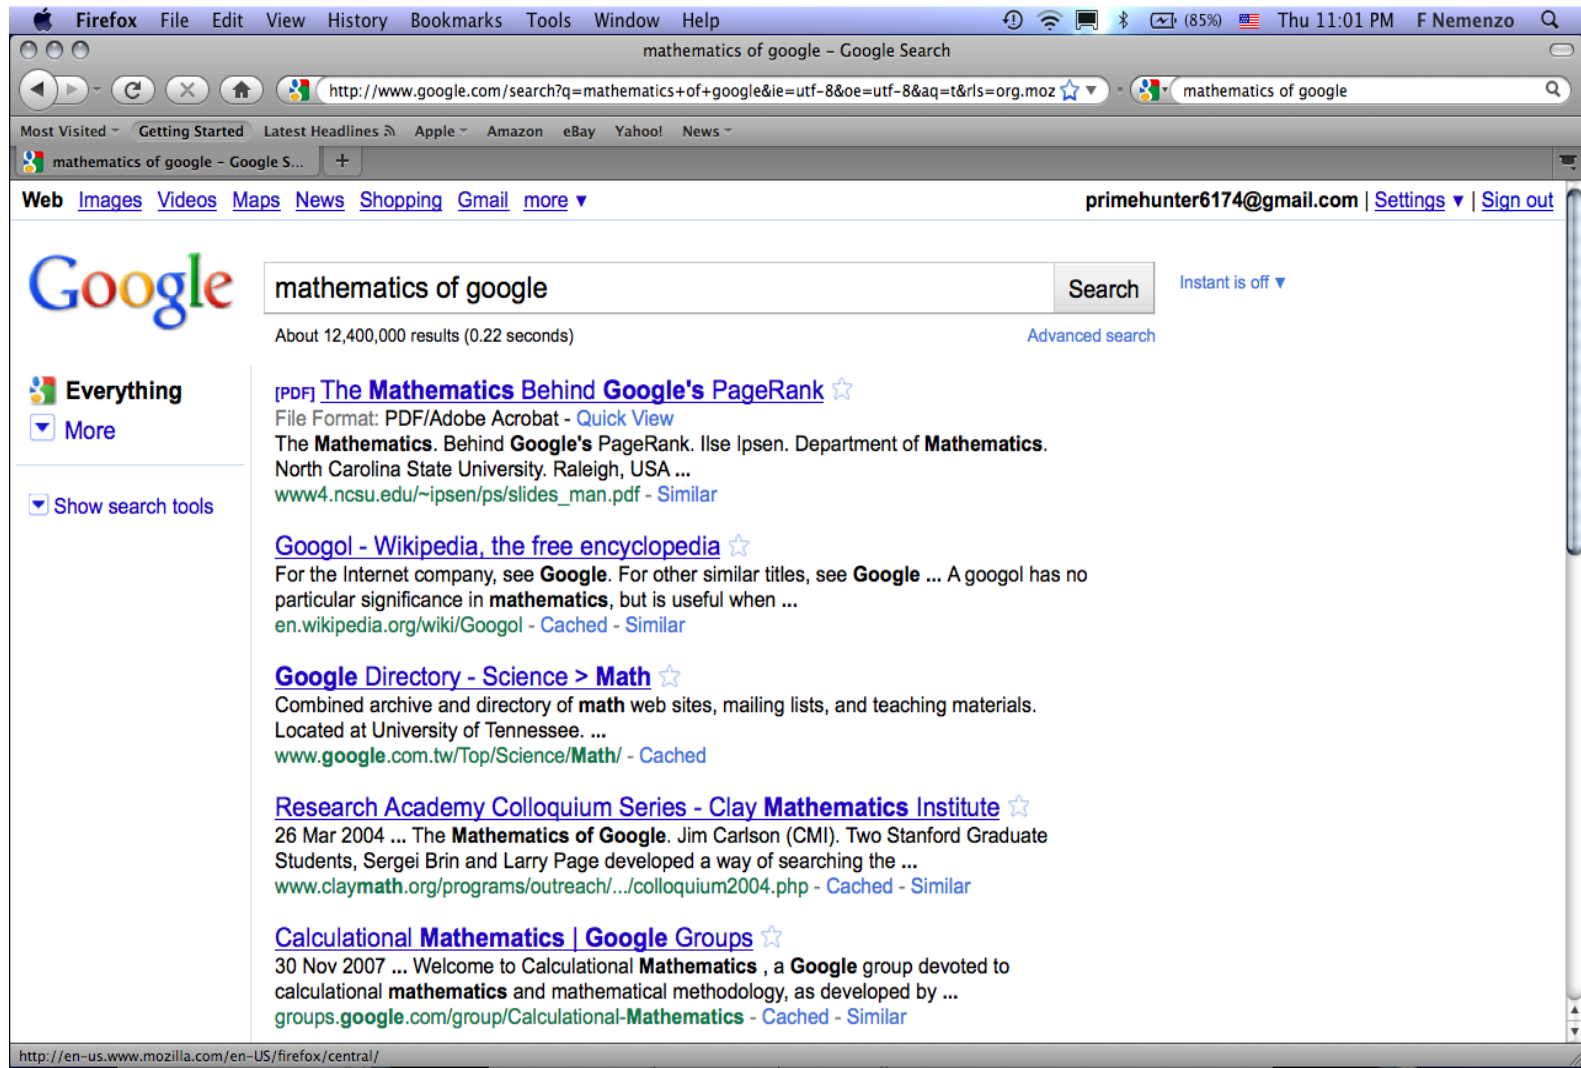 Firefox File Edit View History Bookmarks Tools Window Help (85%) Thu 11:01 PM F Nemenzo
mathematics of google – Google Search
http://www.google.com/search?q=mathematics+of+google&ie=utf-8&oe=utf-8&aq=t&rls=org.moz mathematics of google
Most Visited Getting Started Latest Headlines Apple Amazon eBay Yahoo! News
mathematics of google – Google S... +
Web Images Videos Maps News Shopping Gmail more ▼ primehunter6174@gmail.com | Settings ▼ | Sign out
Google mathematics of google Search Instant is off ▼
About 12,400,000 results (0.22 seconds) Advanced search
Everything
More
Show search tools
[PDF] The Mathematics Behind Google's PageRank
File Format: PDF/Adobe Acrobat - Quick View
The Mathematics. Behind Google's PageRank. Ilse Ipsen. Department of Mathematics.
North Carolina State University. Raleigh, USA ...
www4.ncsu.edu/~ipsen/ps/slides_man.pdf - Similar
Googol - Wikipedia, the free encyclopedia
For the Internet company, see Google. For other similar titles, see Google ... A googol has no
particular significance in mathematics, but is useful when ...
en.wikipedia.org/wiki/Googol - Cached - Similar
Google Directory - Science > Math
Combined archive and directory of math web sites, mailing lists, and teaching materials.
Located at University of Tennessee. ...
www.google.com.tw/Top/Science/Math/ - Cached
Research Academy Colloquium Series - Clay Mathematics Institute
26 Mar 2004 ... The Mathematics of Google. Jim Carlson (CMI). Two Stanford Graduate
Students, Sergei Brin and Larry Page developed a way of searching the ...
www.claymath.org/programs/outreach/.../colloquium2004.php - Cached - Similar
Calculational Mathematics | Google Groups
30 Nov 2007 ... Welcome to Calculational Mathematics , a Google group devoted to
calculational mathematics and mathematical methodology, as developed by ...
groups.google.com/group/Calculational-Mathematics - Cached - Similar
http://en-us.www.mozilla.com/en-US/firefox/central/